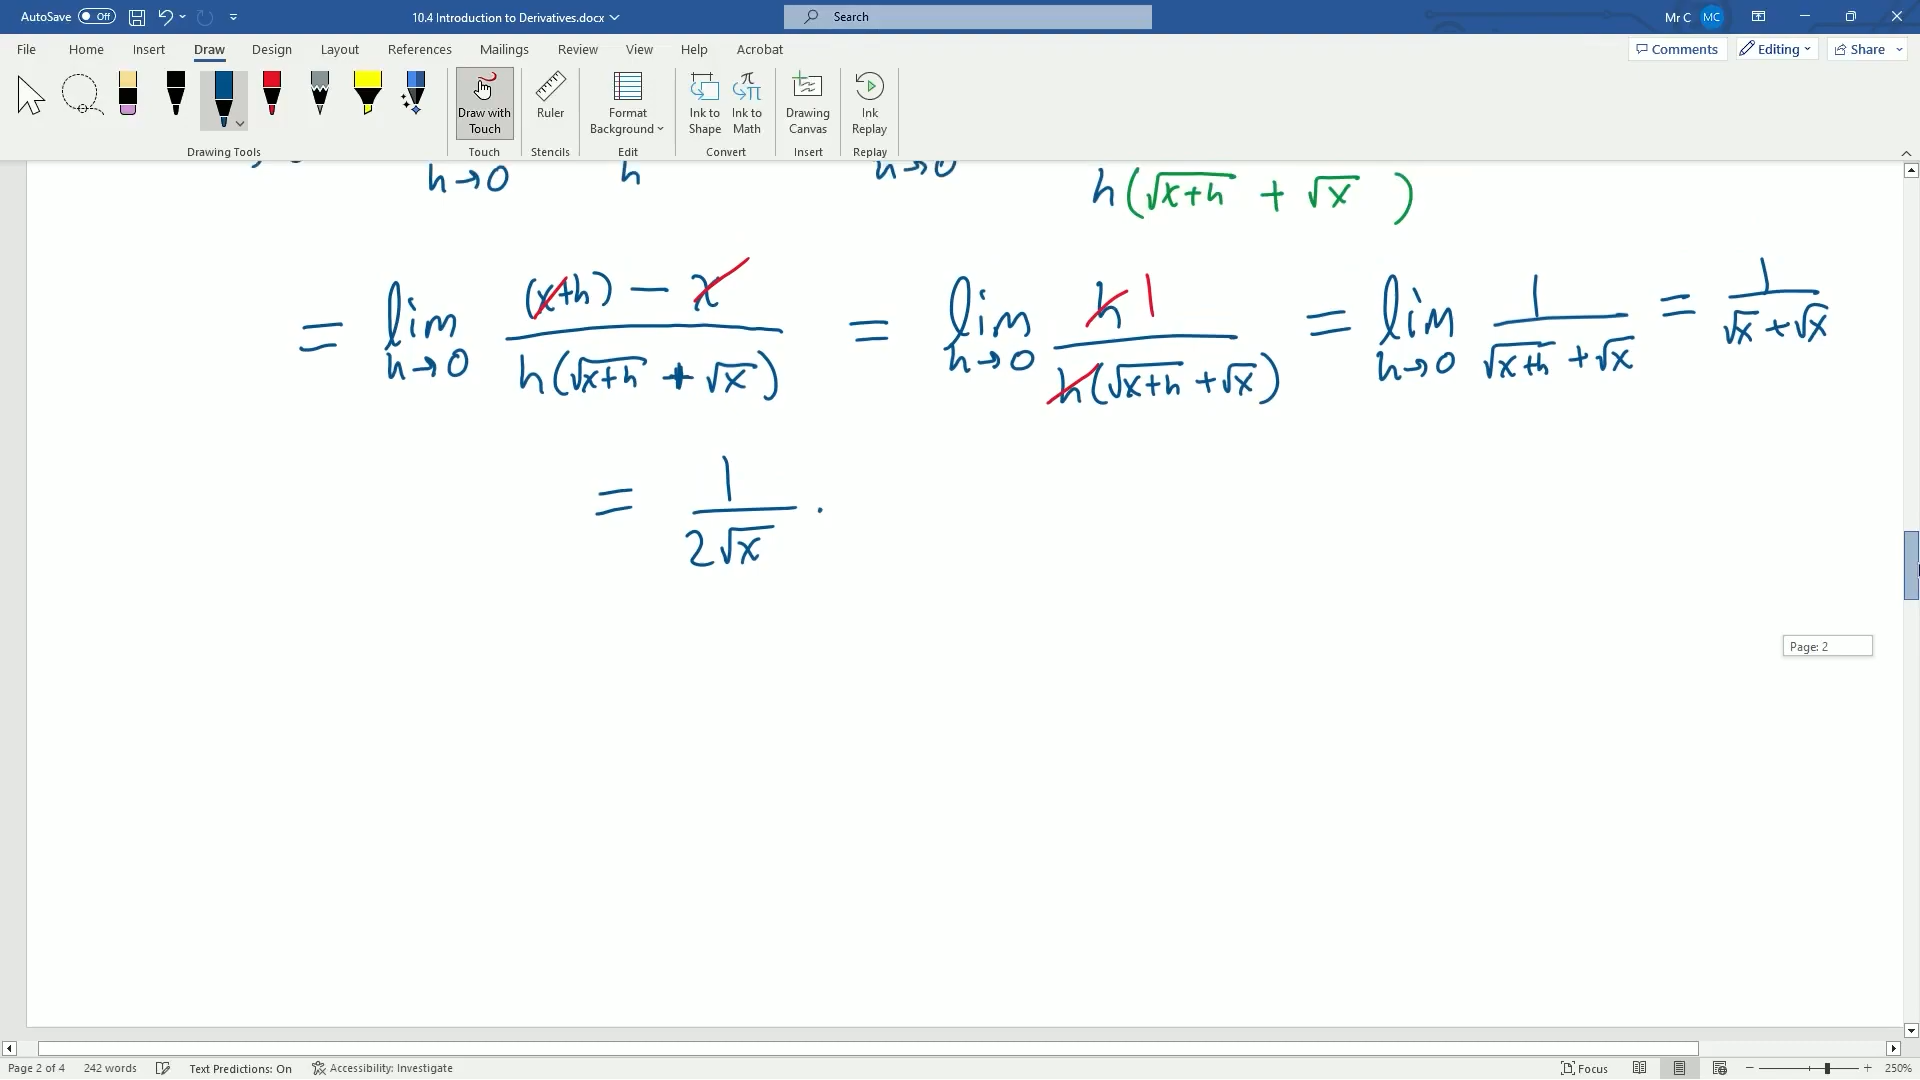 AutoSave Off 10.4 Introduction to Derivatives.docx Search Mr C MC
File Home Insert Draw Design Layout References Mailings Review View Help Acrobat Comments Editing Share
Draw with Touch Ruler Format Background Ink to Shape Ink to Math Drawing Canvas Ink Replay
Drawing Tools Touch Stencils Edit Convert Insert Replay
h→0 h h→0 h(√x+h + √x )
= lim h→0 (x+h) − x / h(√x+h + √x) = lim h→0 h 1 / h(√x+h + √x) = lim h→0 1 / √x+h + √x = 1 / √x + √x
= 1 / 2√x .
Page: 2
Page 2 of 4 242 words Text Predictions: On Accessibility: Investigate Focus 250%